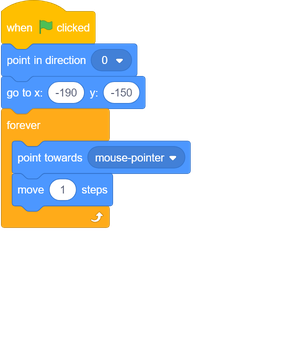 when clicked
point in direction 0
go to x: -190 y: -150
forever
point towards mouse-pointer
move 1 steps